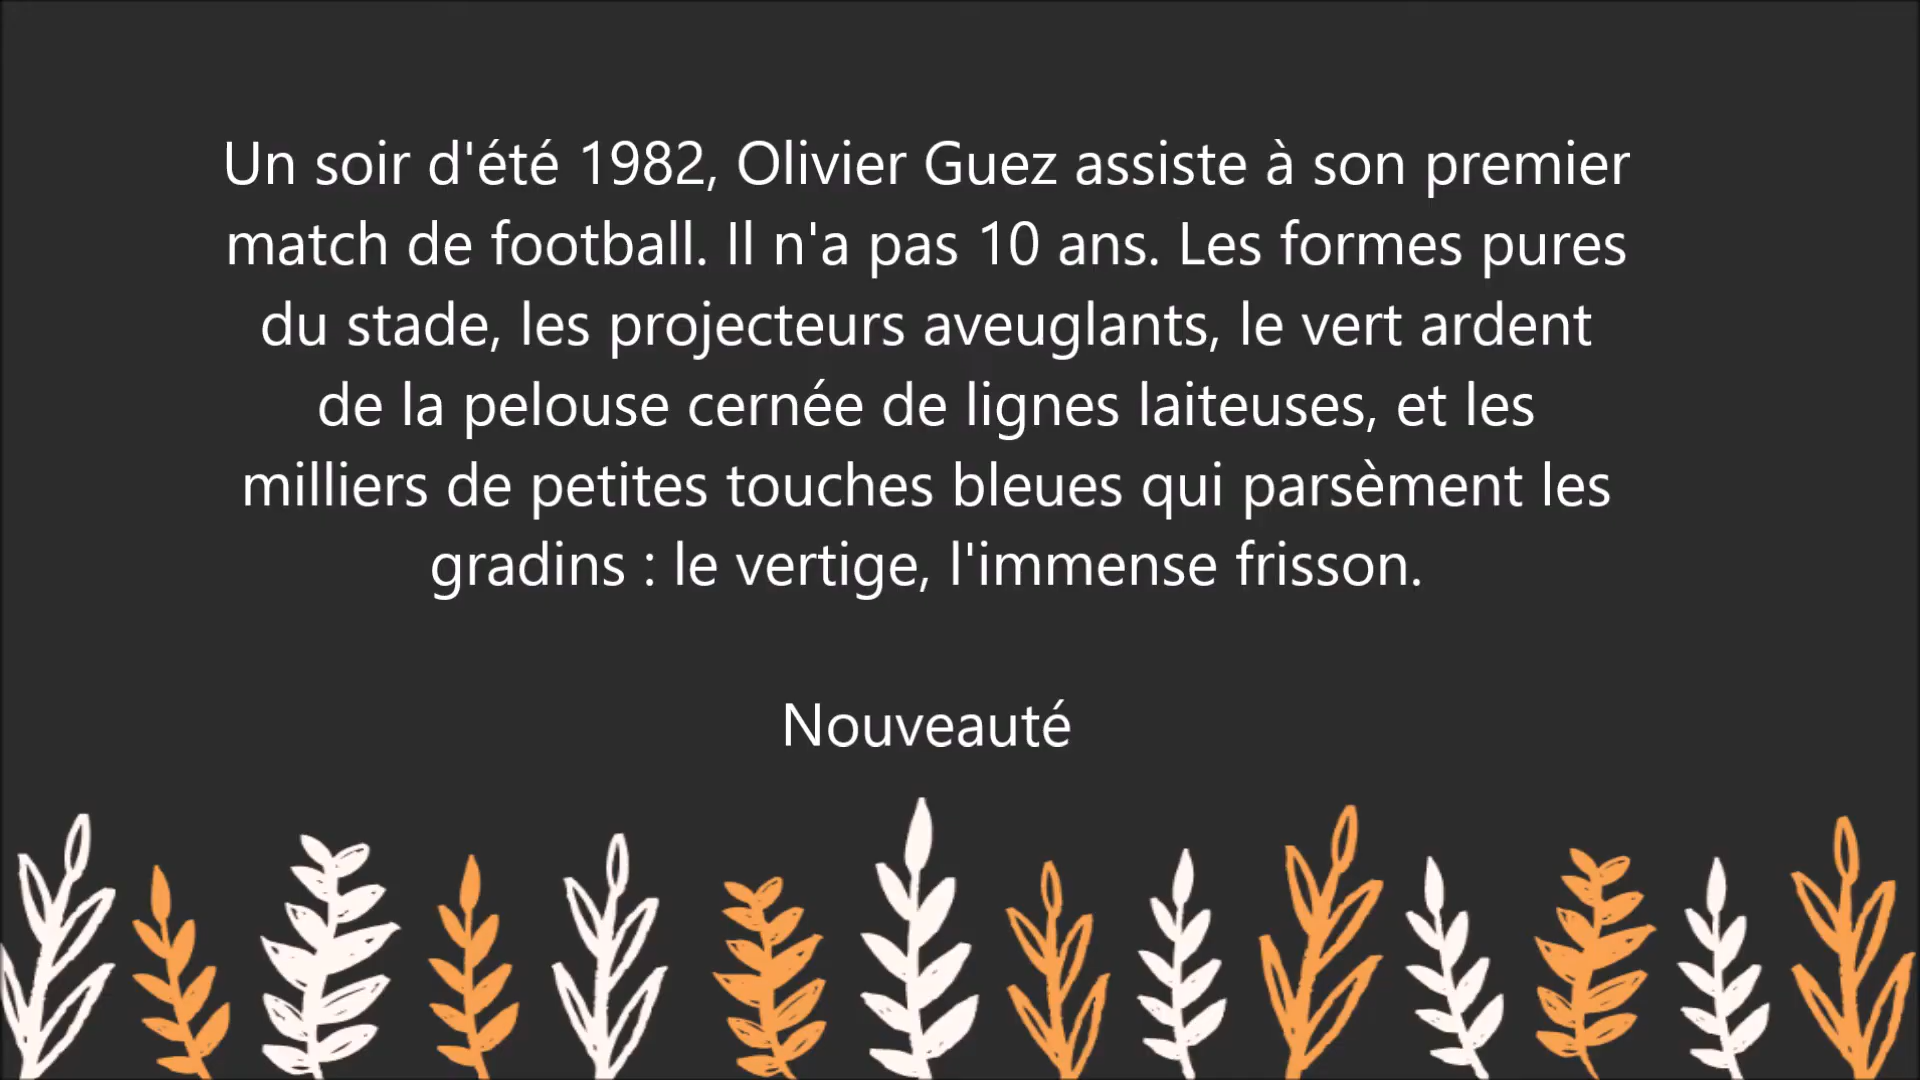 Un soir d'été 1982, Olivier Guez assiste à son premier
match de football. Il n'a pas 10 ans. Les formes pures
du stade, les projecteurs aveuglants, le vert ardent
de la pelouse cernée de lignes laiteuses, et les
milliers de petites touches bleues qui parsèment les
gradins : le vertige, l'immense frisson.
Nouveauté